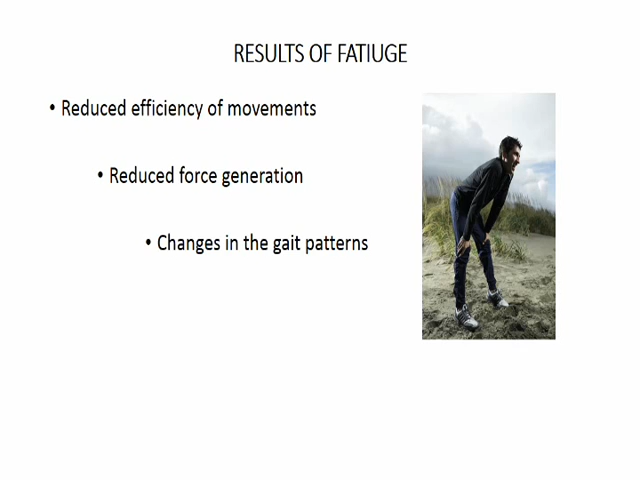 RESULTS OF FATIUGE
• Reduced efficiency of movements
• Reduced force generation
• Changes in the gait patterns